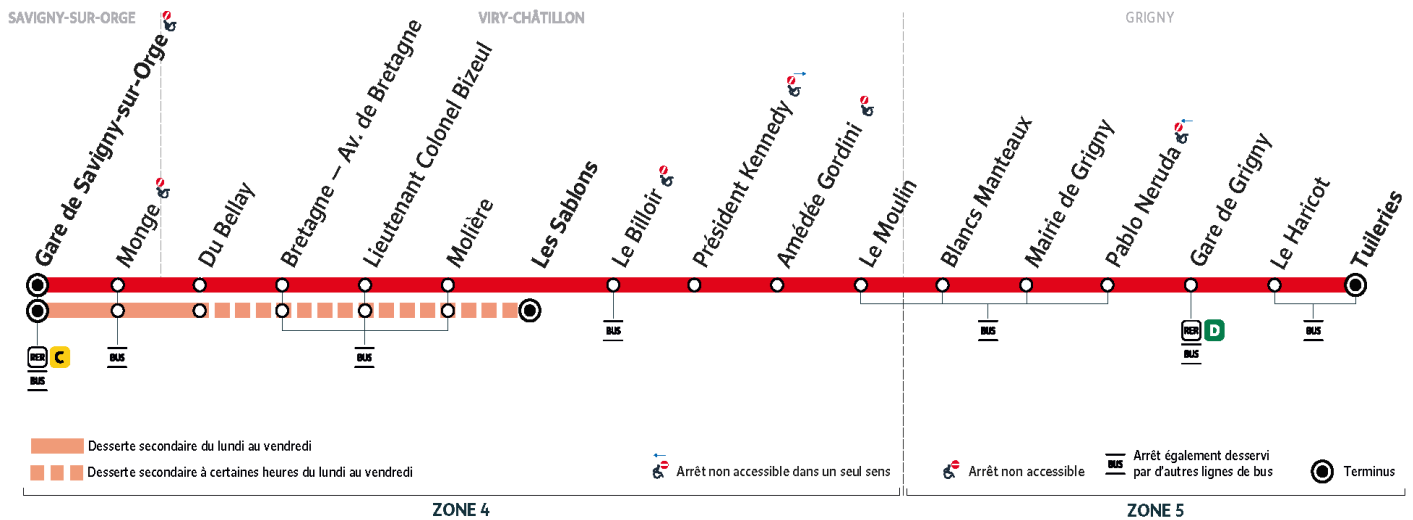 SAVIGNY-SUR-ORGE
VIRY-CHÂTILLON
GRIGNY
Gare de Savigny-sur-Orge
Monge
Du Bellay
Bretagne — Av. de Bretagne
Lieutenant Colonel Bizeul
Molière
Les Sablons
Le Billoir
Président Kennedy
Amédée Gordini
Le Moulin
Blancs Manteaux
Mairie de Grigny
Pablo Neruda
Gare de Grigny
Le Haricot
Tuileries
RER C
BUS
BUS
BUS
BUS
BUS
RER D
BUS
BUS
Desserte secondaire du lundi au vendredi
Desserte secondaire à certaines heures du lundi au vendredi
Arrêt non accessible dans un seul sens
Arrêt non accessible
BUS
Arrêt également desservi
par d'autres lignes de bus
Terminus
ZONE 4
ZONE 5